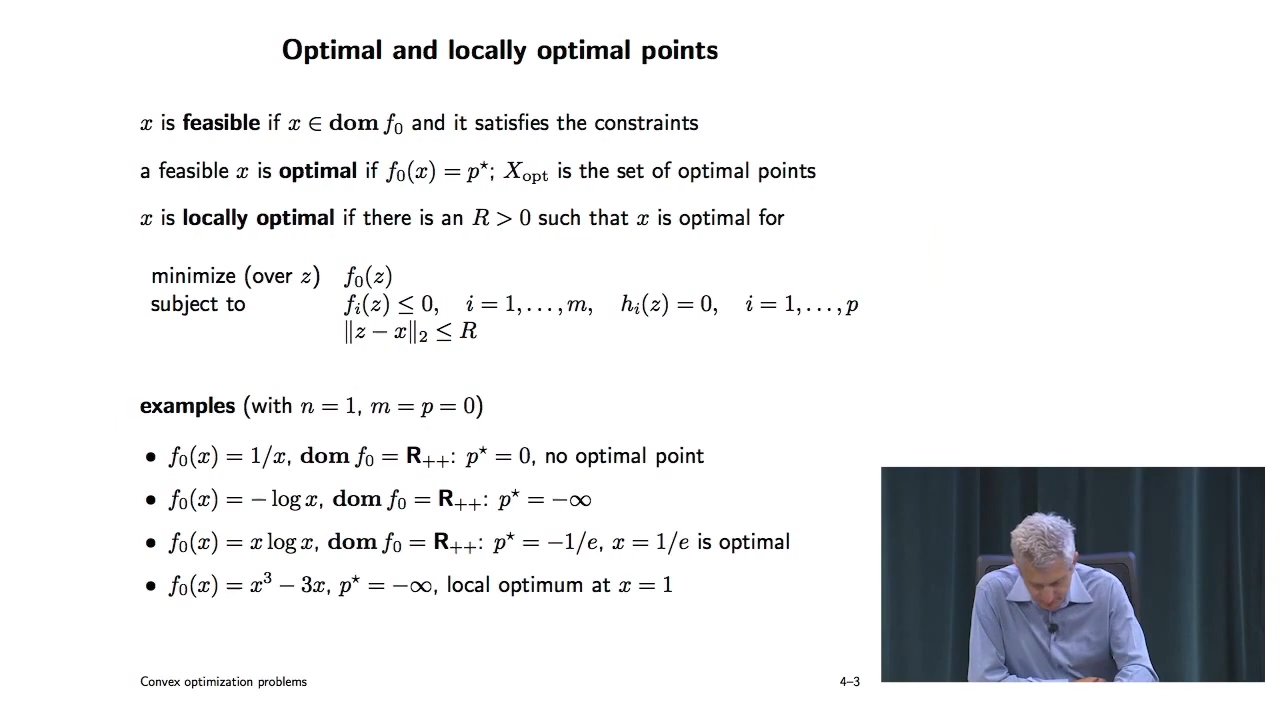 Optimal and locally optimal points
x is feasible if x ∈ dom f₀ and it satisfies the constraints
a feasible x is optimal if f₀(x) = p⋆; X_opt is the set of optimal points
x is locally optimal if there is an R > 0 such that x is optimal for
minimize (over z) f₀(z)
subject to fᵢ(z) ≤ 0, i = 1, . . . , m, hᵢ(z) = 0, i = 1, . . . , p
‖z − x‖₂ ≤ R
examples (with n = 1, m = p = 0)
• f₀(x) = 1/x, dom f₀ = R₊₊: p⋆ = 0, no optimal point
• f₀(x) = − log x, dom f₀ = R₊₊: p⋆ = −∞
• f₀(x) = x log x, dom f₀ = R₊₊: p⋆ = −1/e, x = 1/e is optimal
• f₀(x) = x³ − 3x, p⋆ = −∞, local optimum at x = 1
Convex optimization problems 4–3